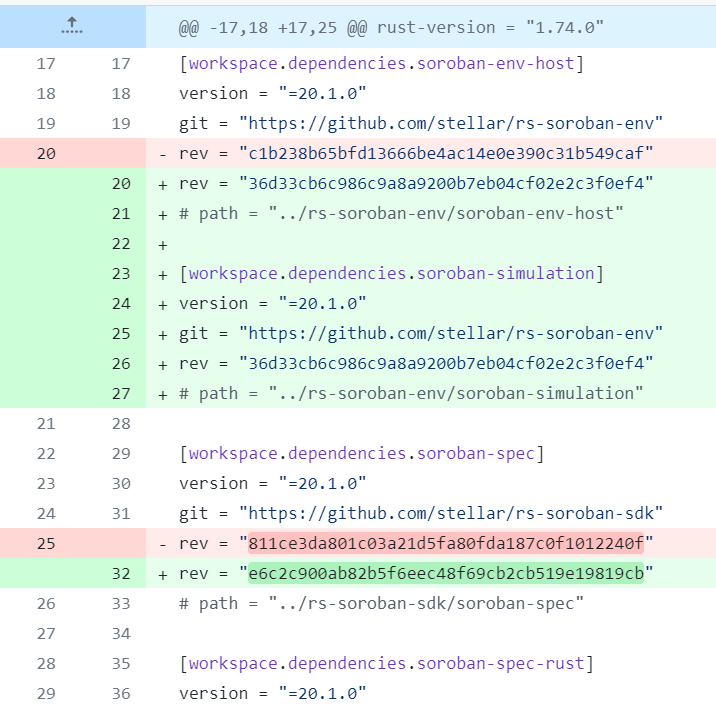 @@ -17,18 +17,25 @@ rust-version = "1.74.0"
17 17 [workspace.dependencies.soroban-env-host]
18 18 version = "=20.1.0"
19 19 git = "https://github.com/stellar/rs-soroban-env"
20 - rev = "c1b238b65bfd13666be4ac14e0e390c31b549caf"
20 + rev = "36d33cb6c986c9a8a9200b7eb04cf02e2c3f0ef4"
21 + # path = "../rs-soroban-env/soroban-env-host"
22 +
23 + [workspace.dependencies.soroban-simulation]
24 + version = "=20.1.0"
25 + git = "https://github.com/stellar/rs-soroban-env"
26 + rev = "36d33cb6c986c9a8a9200b7eb04cf02e2c3f0ef4"
27 + # path = "../rs-soroban-env/soroban-simulation"
21 28
22 29 [workspace.dependencies.soroban-spec]
23 30 version = "=20.1.0"
24 31 git = "https://github.com/stellar/rs-soroban-sdk"
25 - rev = "811ce3da801c03a21d5fa80fda187c0f1012240f"
32 + rev = "e6c2c900ab82b5f6eec48f69cb2cb519e19819cb"
26 33 # path = "../rs-soroban-sdk/soroban-spec"
27 34
28 35 [workspace.dependencies.soroban-spec-rust]
29 36 version = "=20.1.0"